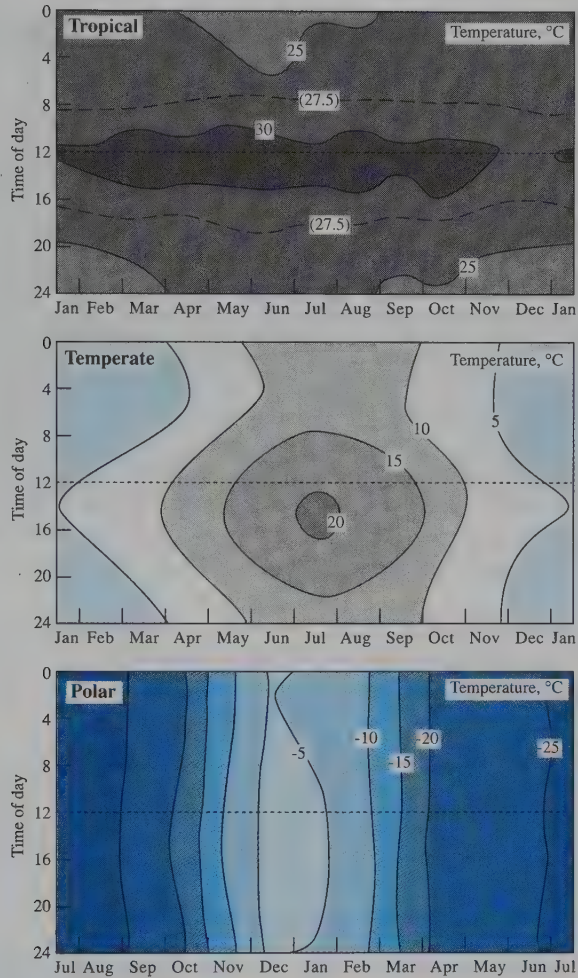 Tropical
Temperature, °C
Time of day
0
4
8
12
16
20
24
25
(27.5)
30
(27.5)
25
Jan Feb Mar Apr May Jun Jul Aug Sep Oct Nov Dec Jan
Temperate
Temperature, °C
Time of day
0
4
8
12
16
20
24
5
10
15
20
Jan Feb Mar Apr May Jun Jul Aug Sep Oct Nov Dec Jan
Polar
Temperature, °C
Time of day
0
4
8
12
16
20
24
-5
-10
-15
-20
-25
Jul Aug Sep Oct Nov Dec Jan Feb Mar Apr May Jun Jul